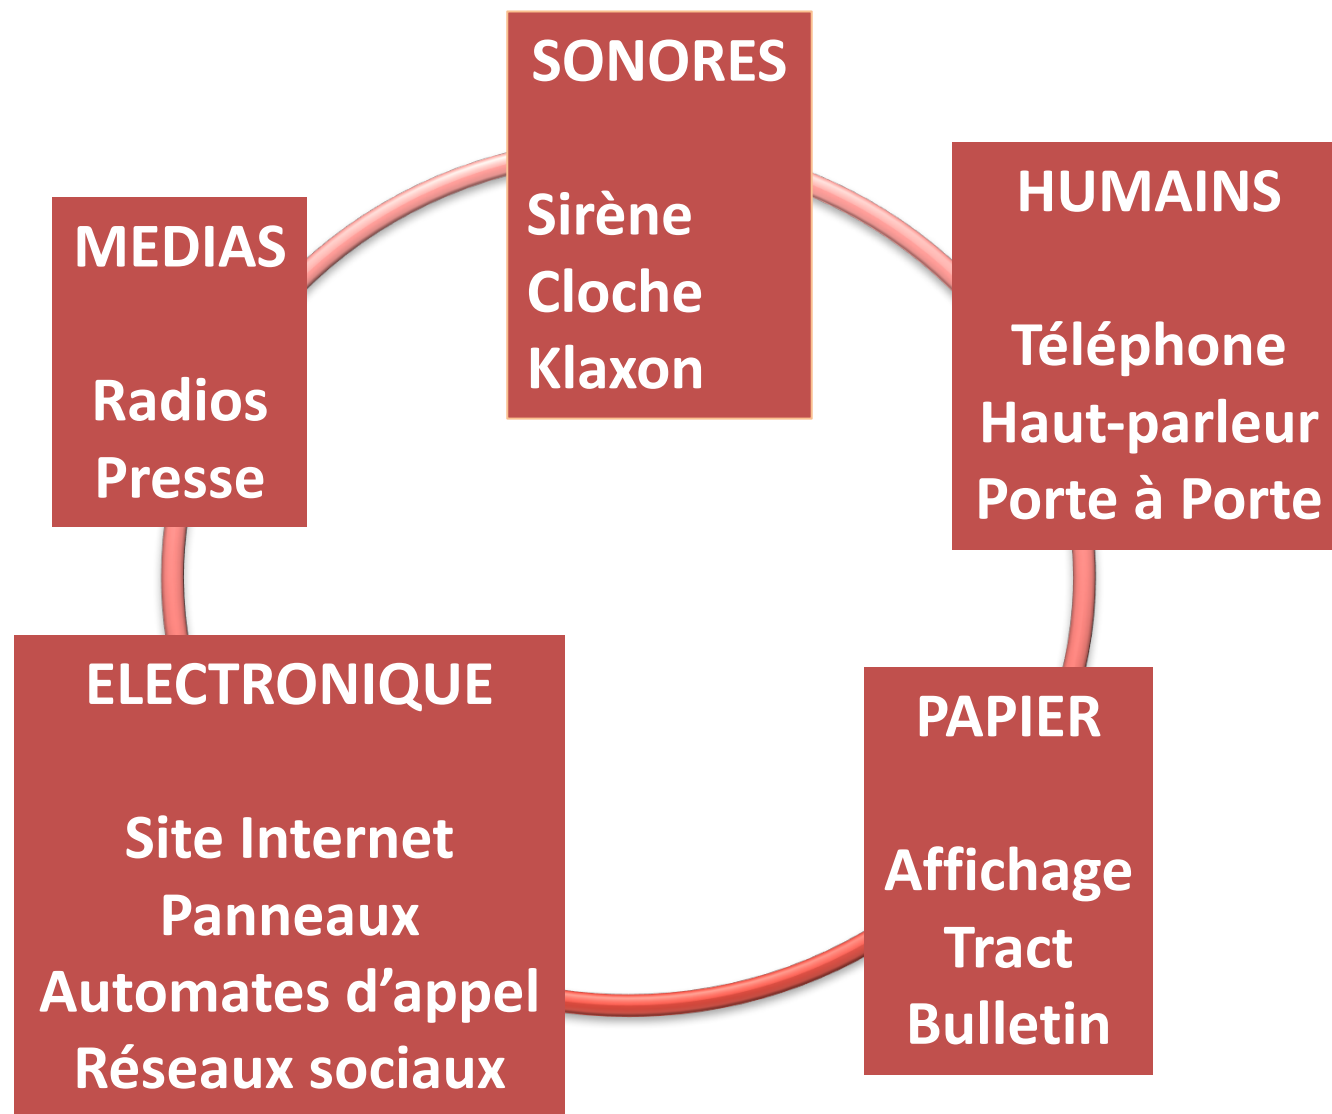 SONORES
Sirène
Cloche
Klaxon
HUMAINS
Téléphone
Haut-parleur
Porte à Porte
MEDIAS
Radios
Presse
ELECTRONIQUE
Site Internet
Panneaux
Automates d’appel
Réseaux sociaux
PAPIER
Affichage
Tract
Bulletin